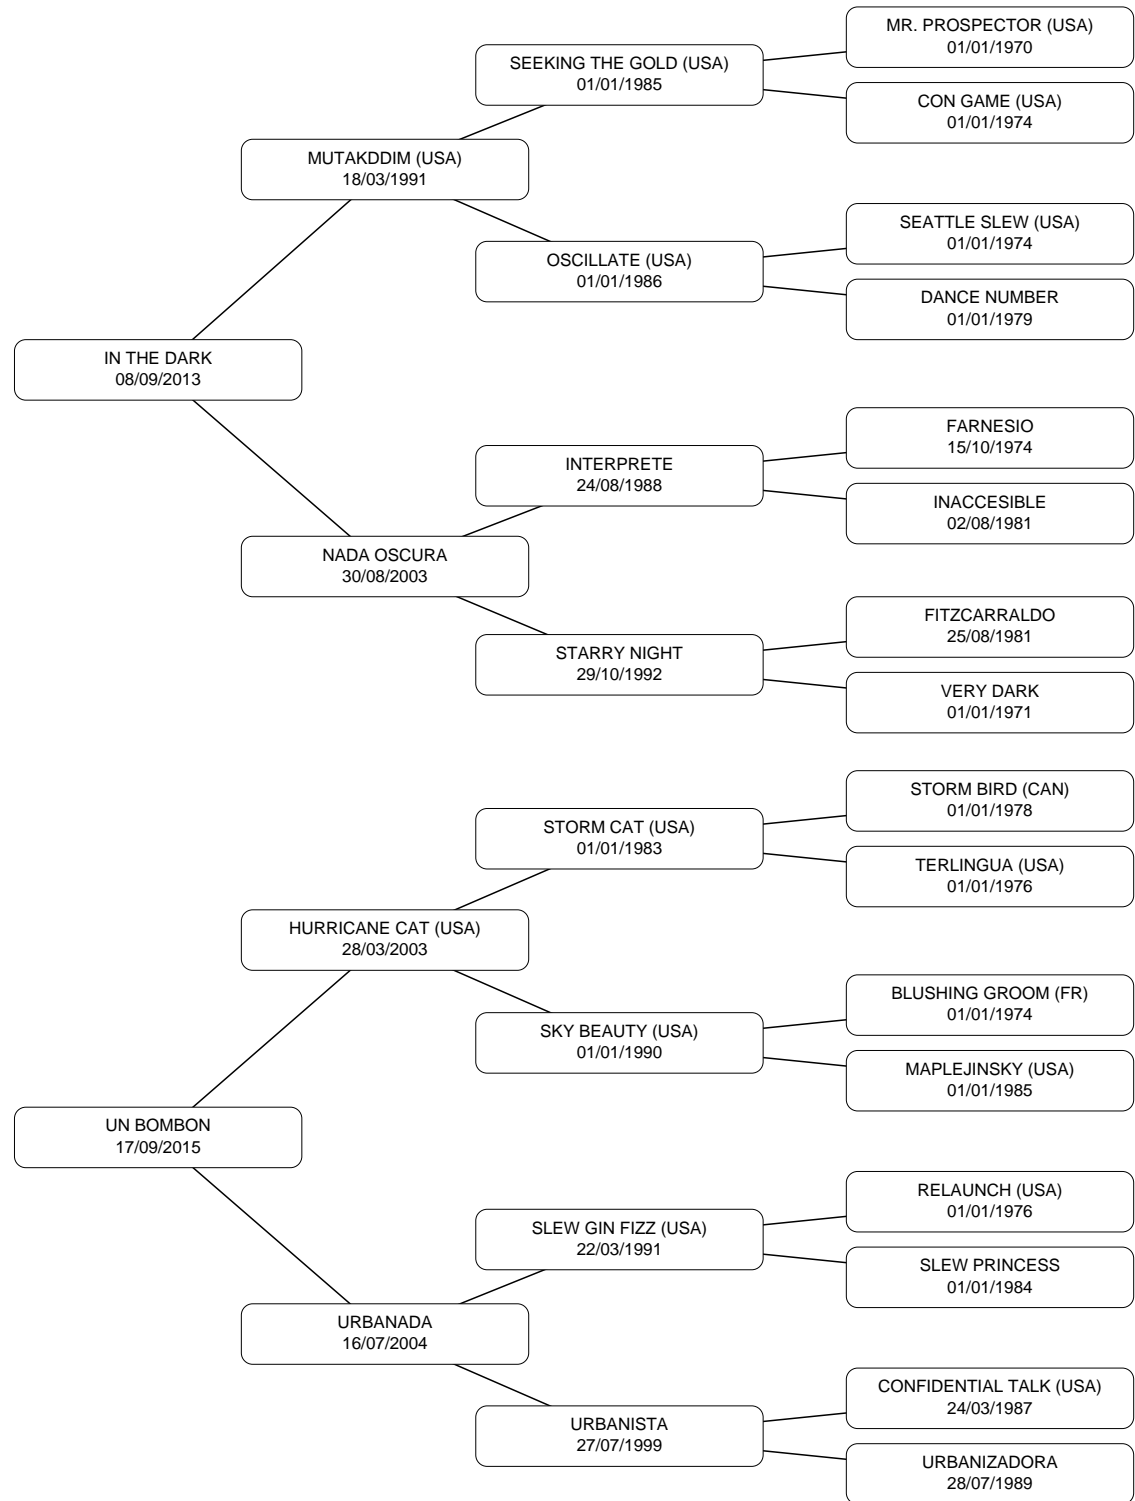 MR. PROSPECTOR (USA)
01/01/1970
SEEKING THE GOLD (USA)
01/01/1985
CON GAME (USA)
01/01/1974
MUTAKDDIM (USA)
18/03/1991
SEATTLE SLEW (USA)
01/01/1974
OSCILLATE (USA)
01/01/1986
DANCE NUMBER
01/01/1979
IN THE DARK
08/09/2013
FARNESIO
15/10/1974
INTERPRETE
24/08/1988
INACCESIBLE
02/08/1981
NADA OSCURA
30/08/2003
FITZCARRALDO
25/08/1981
STARRY NIGHT
29/10/1992
VERY DARK
01/01/1971
STORM BIRD (CAN)
01/01/1978
STORM CAT (USA)
01/01/1983
TERLINGUA (USA)
01/01/1976
HURRICANE CAT (USA)
28/03/2003
BLUSHING GROOM (FR)
01/01/1974
SKY BEAUTY (USA)
01/01/1990
MAPLEJINSKY (USA)
01/01/1985
UN BOMBON
17/09/2015
RELAUNCH (USA)
01/01/1976
SLEW GIN FIZZ (USA)
22/03/1991
SLEW PRINCESS
01/01/1984
URBANADA
16/07/2004
CONFIDENTIAL TALK (USA)
24/03/1987
URBANISTA
27/07/1999
URBANIZADORA
28/07/1989